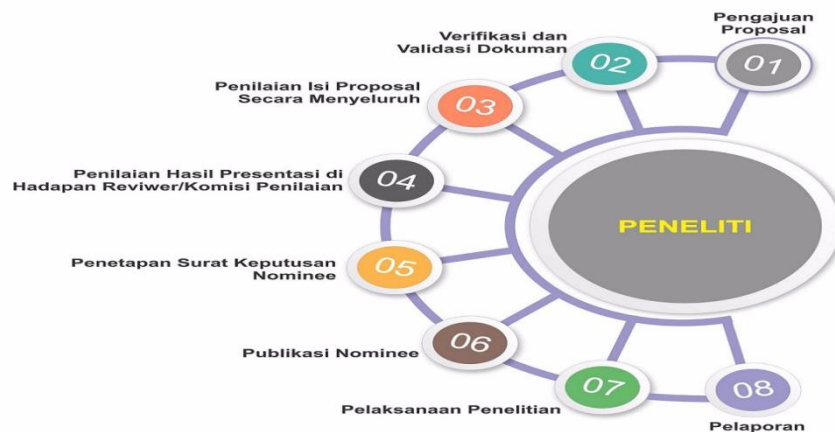 Pengajuan
Proposal
01
Verifikasi dan
Validasi Dokuman
02
Penilaian Isi Proposal
Secara Menyeluruh
03
Penilaian Hasil Presentasi di
Hadapan Reviwer/Komisi Penilaian
04
PENELITI
Penetapan Surat Keputusan
Nominee
05
Publikasi Nominee
06
Pelaksanaan Penelitian
07
08
Pelaporan